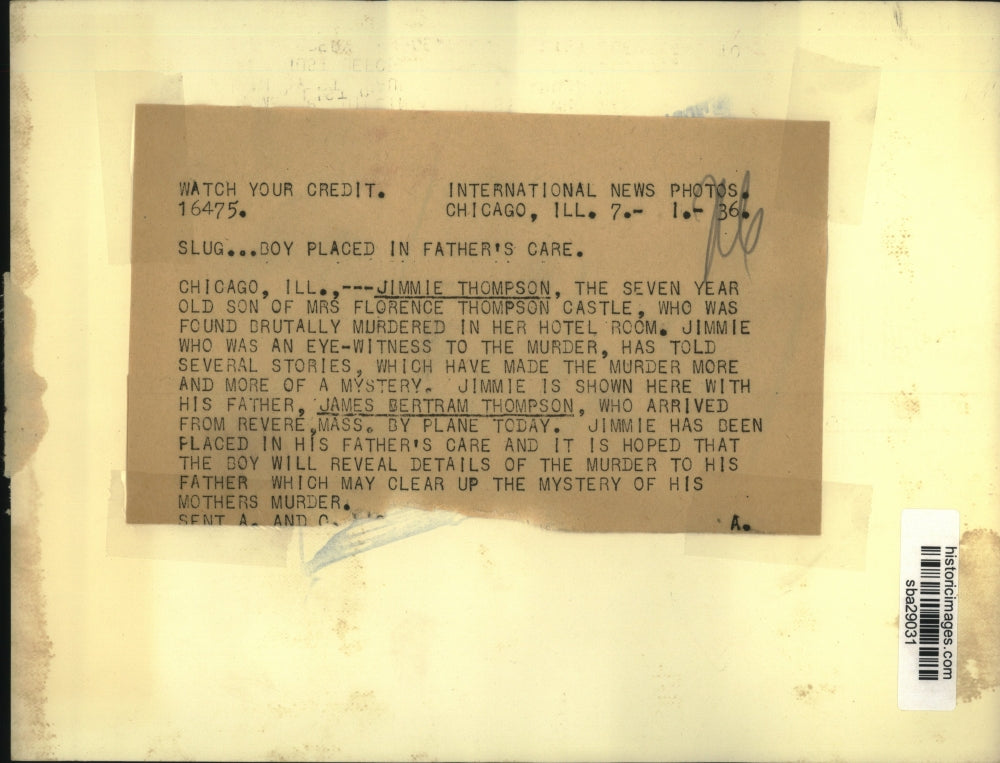 WATCH YOUR CREDIT. INTERNATIONAL NEWS PHOTOS.
16475. CHICAGO, ILL. 7.- 1.- 36.
SLUG...BOY PLACED IN FATHER'S CARE.
CHICAGO, ILL.,---JIMMIE THOMPSON, THE SEVEN YEAR
OLD SON OF MRS FLORENCE THOMPSON CASTLE, WHO WAS
FOUND BRUTALLY MURDERED IN HER HOTEL ROOM. JIMMIE
WHO WAS AN EYE-WITNESS TO THE MURDER, HAS TOLD
SEVERAL STORIES, WHICH HAVE MADE THE MURDER MORE
AND MORE OF A MYSTERY. JIMMIE IS SHOWN HERE WITH
HIS FATHER, JAMES BERTRAM THOMPSON, WHO ARRIVED
FROM REVERE,MASS. BY PLANE TODAY. JIMMIE HAS BEEN
PLACED IN HIS FATHER'S CARE AND IT IS HOPED THAT
THE BOY WILL REVEAL DETAILS OF THE MURDER TO HIS
FATHER WHICH MAY CLEAR UP THE MYSTERY OF HIS
MOTHERS MURDER.
SENT A. AND C. A.
historicimages.com
sba29031